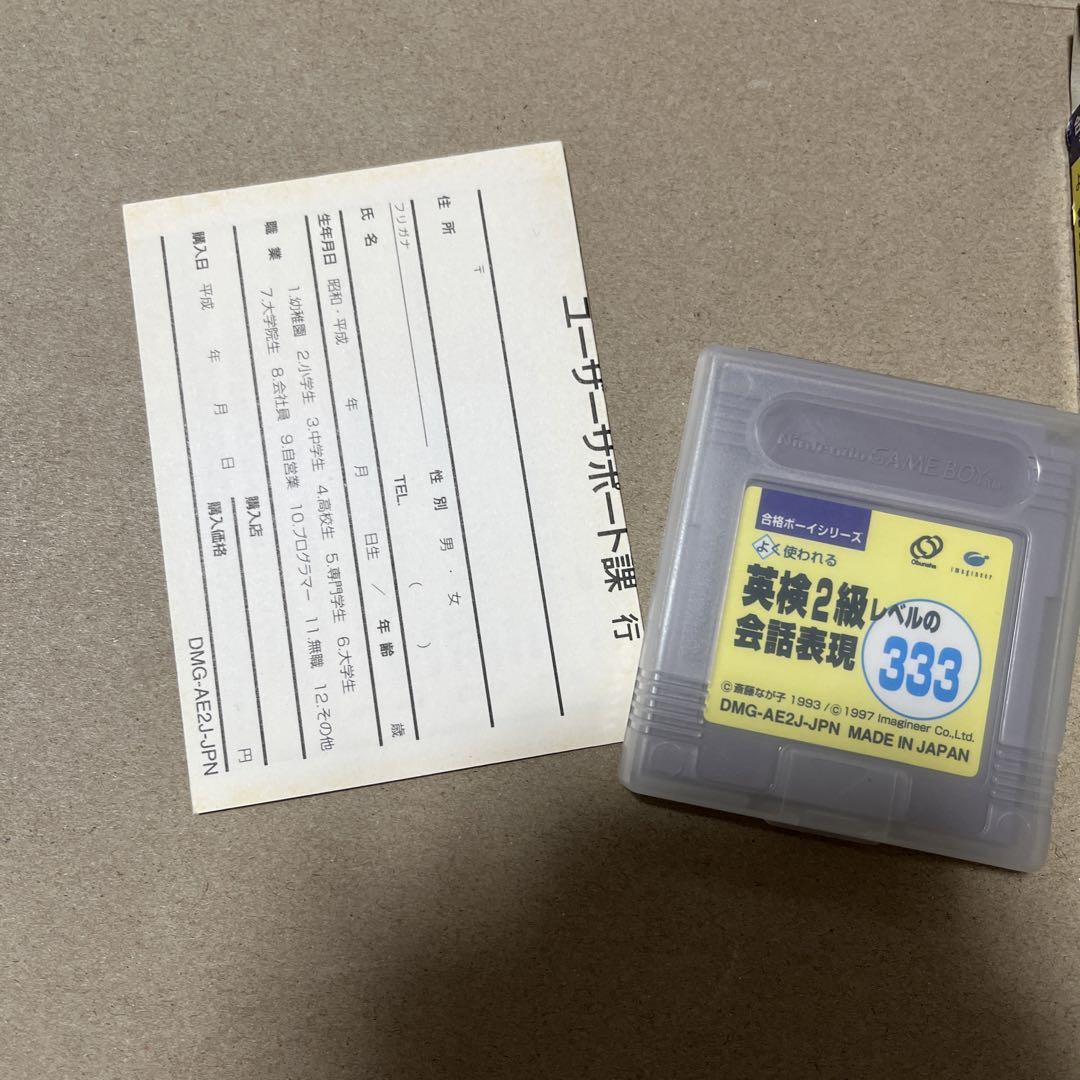 ユーザーサポート課 行
住所
〒
フリガナ
氏名
性別 男・女
TEL. ( )
生年月日 昭和・平成 年 月 日生 / 年齢 歳
職業
1.幼稚園 2.小学生 3.中学生 4.高校生 5.専門学生 6.大学生
7.大学院生 8.会社員 9.自営業 10.プログラマー 11.無職 12.その他
購入日 平成 年 月 日
購入店
購入価格 円
DMG-AE2J-JPN
Nintendo GAME BOY TM
合格ボーイシリーズ
Obunsha
imagineer
よく使われる
英検2級レベルの
会話表現
333
©斎藤なが子 1993/©1997 Imagineer Co.,Ltd.
DMG-AE2J-JPN MADE IN JAPAN